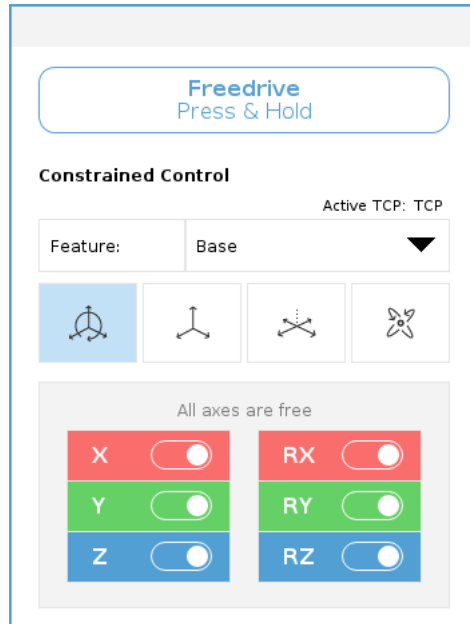 Freedrive
Press & Hold
Constrained Control
Active TCP: TCP
Feature: Base
All axes are free
X RX
Y RY
Z RZ